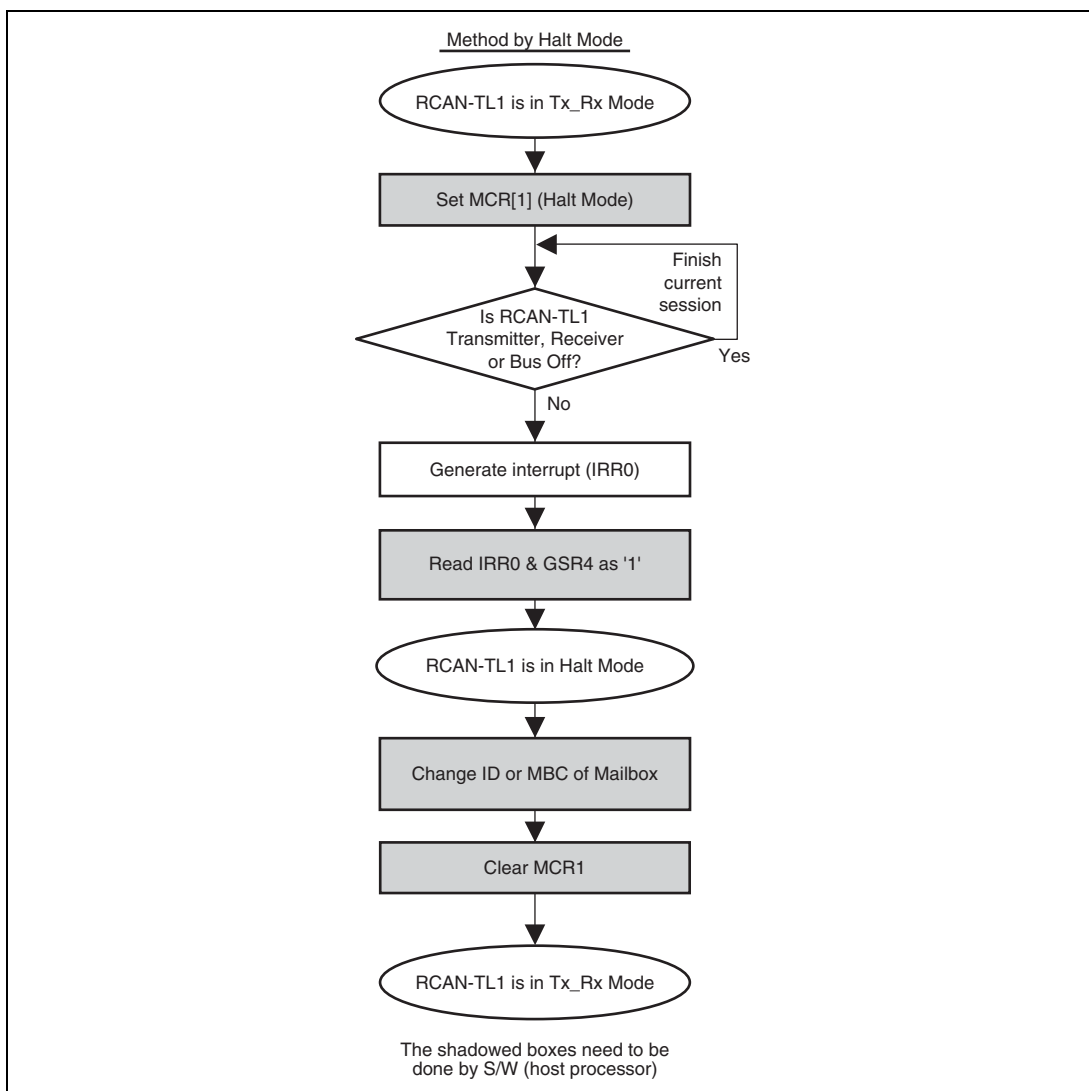 Method by Halt Mode
RCAN-TL1 is in Tx_Rx Mode
Set MCR[1] (Halt Mode)
Finish
current
session
Is RCAN-TL1
Transmitter, Receiver
or Bus Off?
Yes
No
Generate interrupt (IRR0)
Read IRR0 & GSR4 as '1'
RCAN-TL1 is in Halt Mode
Change ID or MBC of Mailbox
Clear MCR1
RCAN-TL1 is in Tx_Rx Mode
The shadowed boxes need to be
done by S/W (host processor)